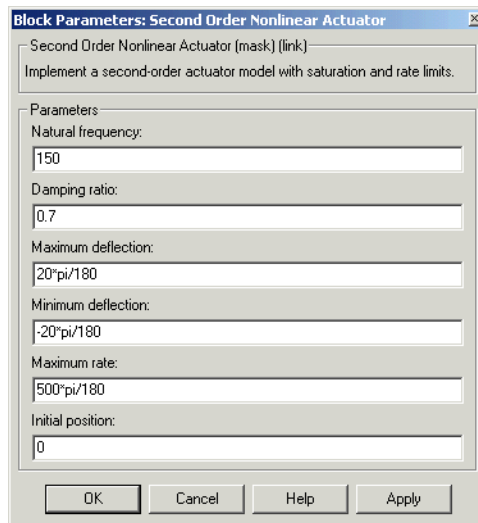 Block Parameters: Second Order Nonlinear Actuator
Second Order Nonlinear Actuator (mask) (link)
Implement a second-order actuator model with saturation and rate limits.
Parameters
Natural frequency:
150
Damping ratio:
0.7
Maximum deflection:
20*pi/180
Minimum deflection:
-20*pi/180
Maximum rate:
500*pi/180
Initial position:
0
OK Cancel Help Apply